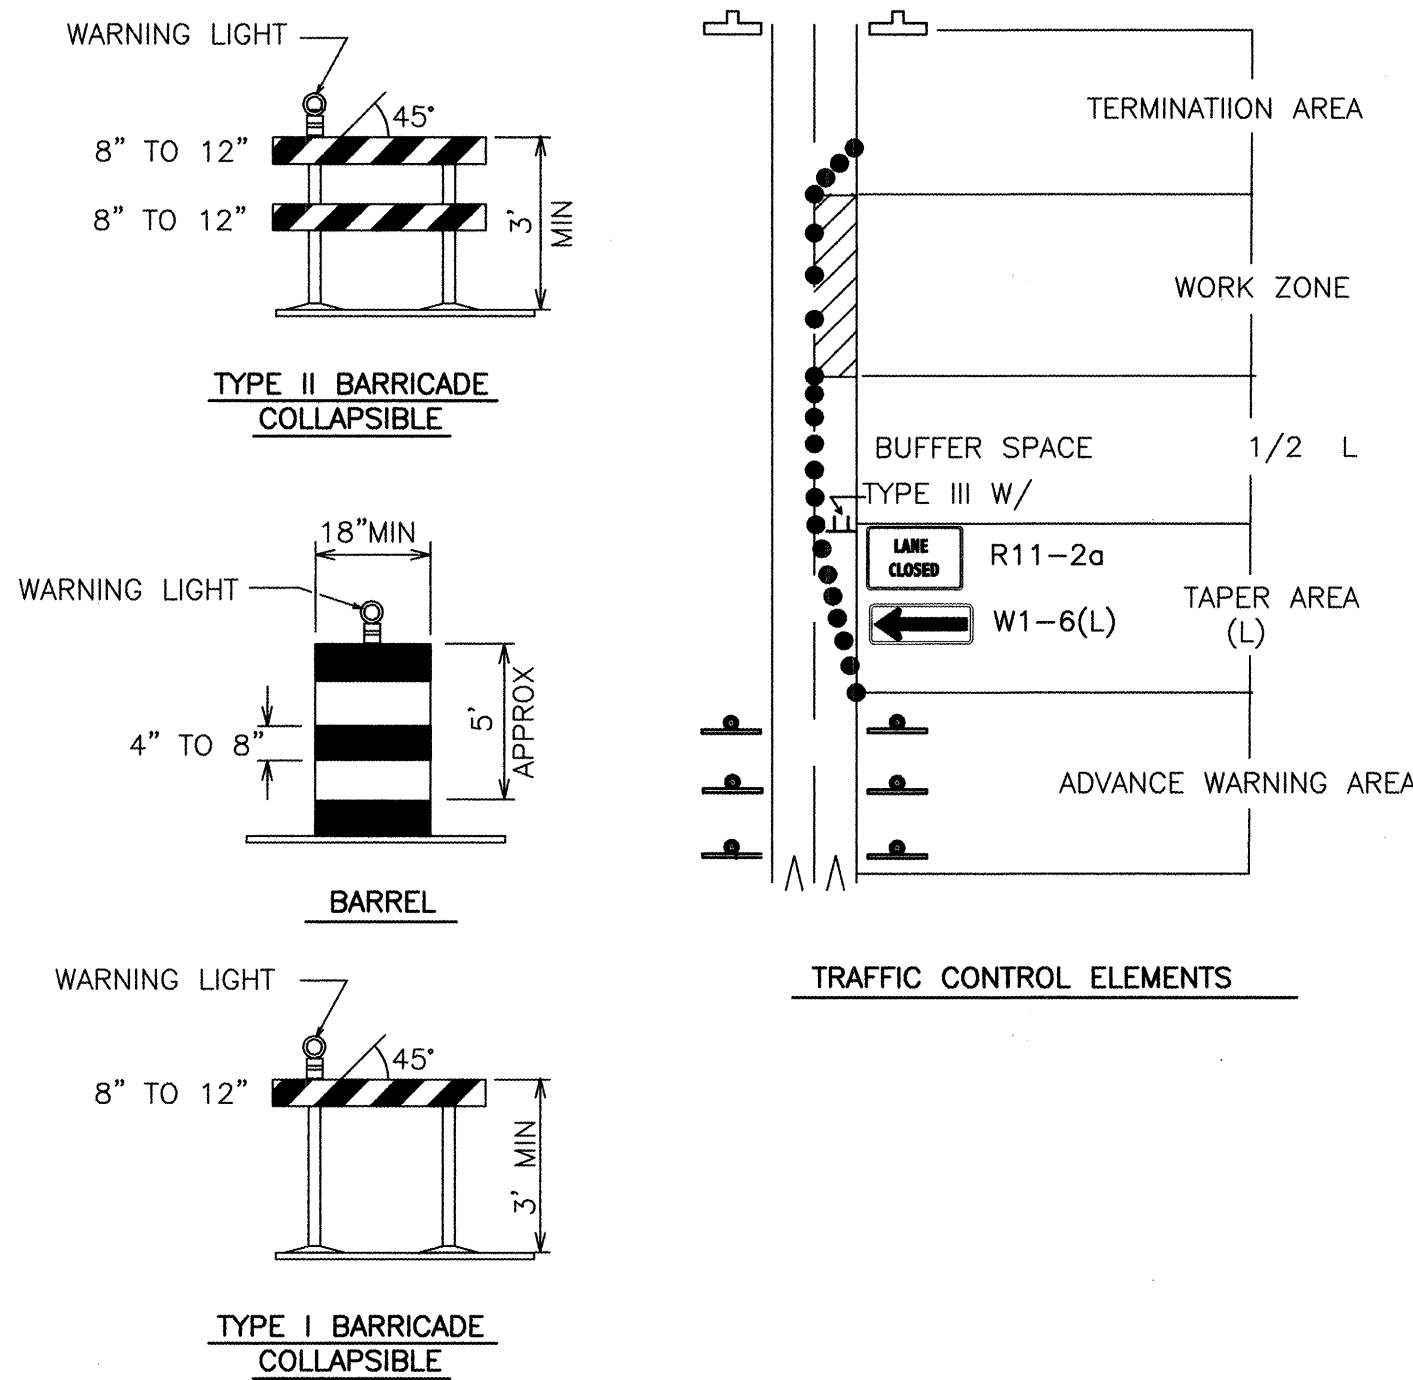 WARNING LIGHT
45°
8" TO 12"
8" TO 12"
3'
MIN
TYPE II BARRICADE
COLLAPSIBLE
18"MIN
WARNING LIGHT
4" TO 8"
5'
APPROX
BARREL
WARNING LIGHT
45°
8" TO 12"
3' MIN
TYPE I BARRICADE
COLLAPSIBLE
TERMINATIION AREA
WORK ZONE
BUFFER SPACE 1/2 L
TYPE III W/
LANE
CLOSED
R11-2a
TAPER AREA
(L)
W1-6(L)
ADVANCE WARNING AREA
TRAFFIC CONTROL ELEMENTS